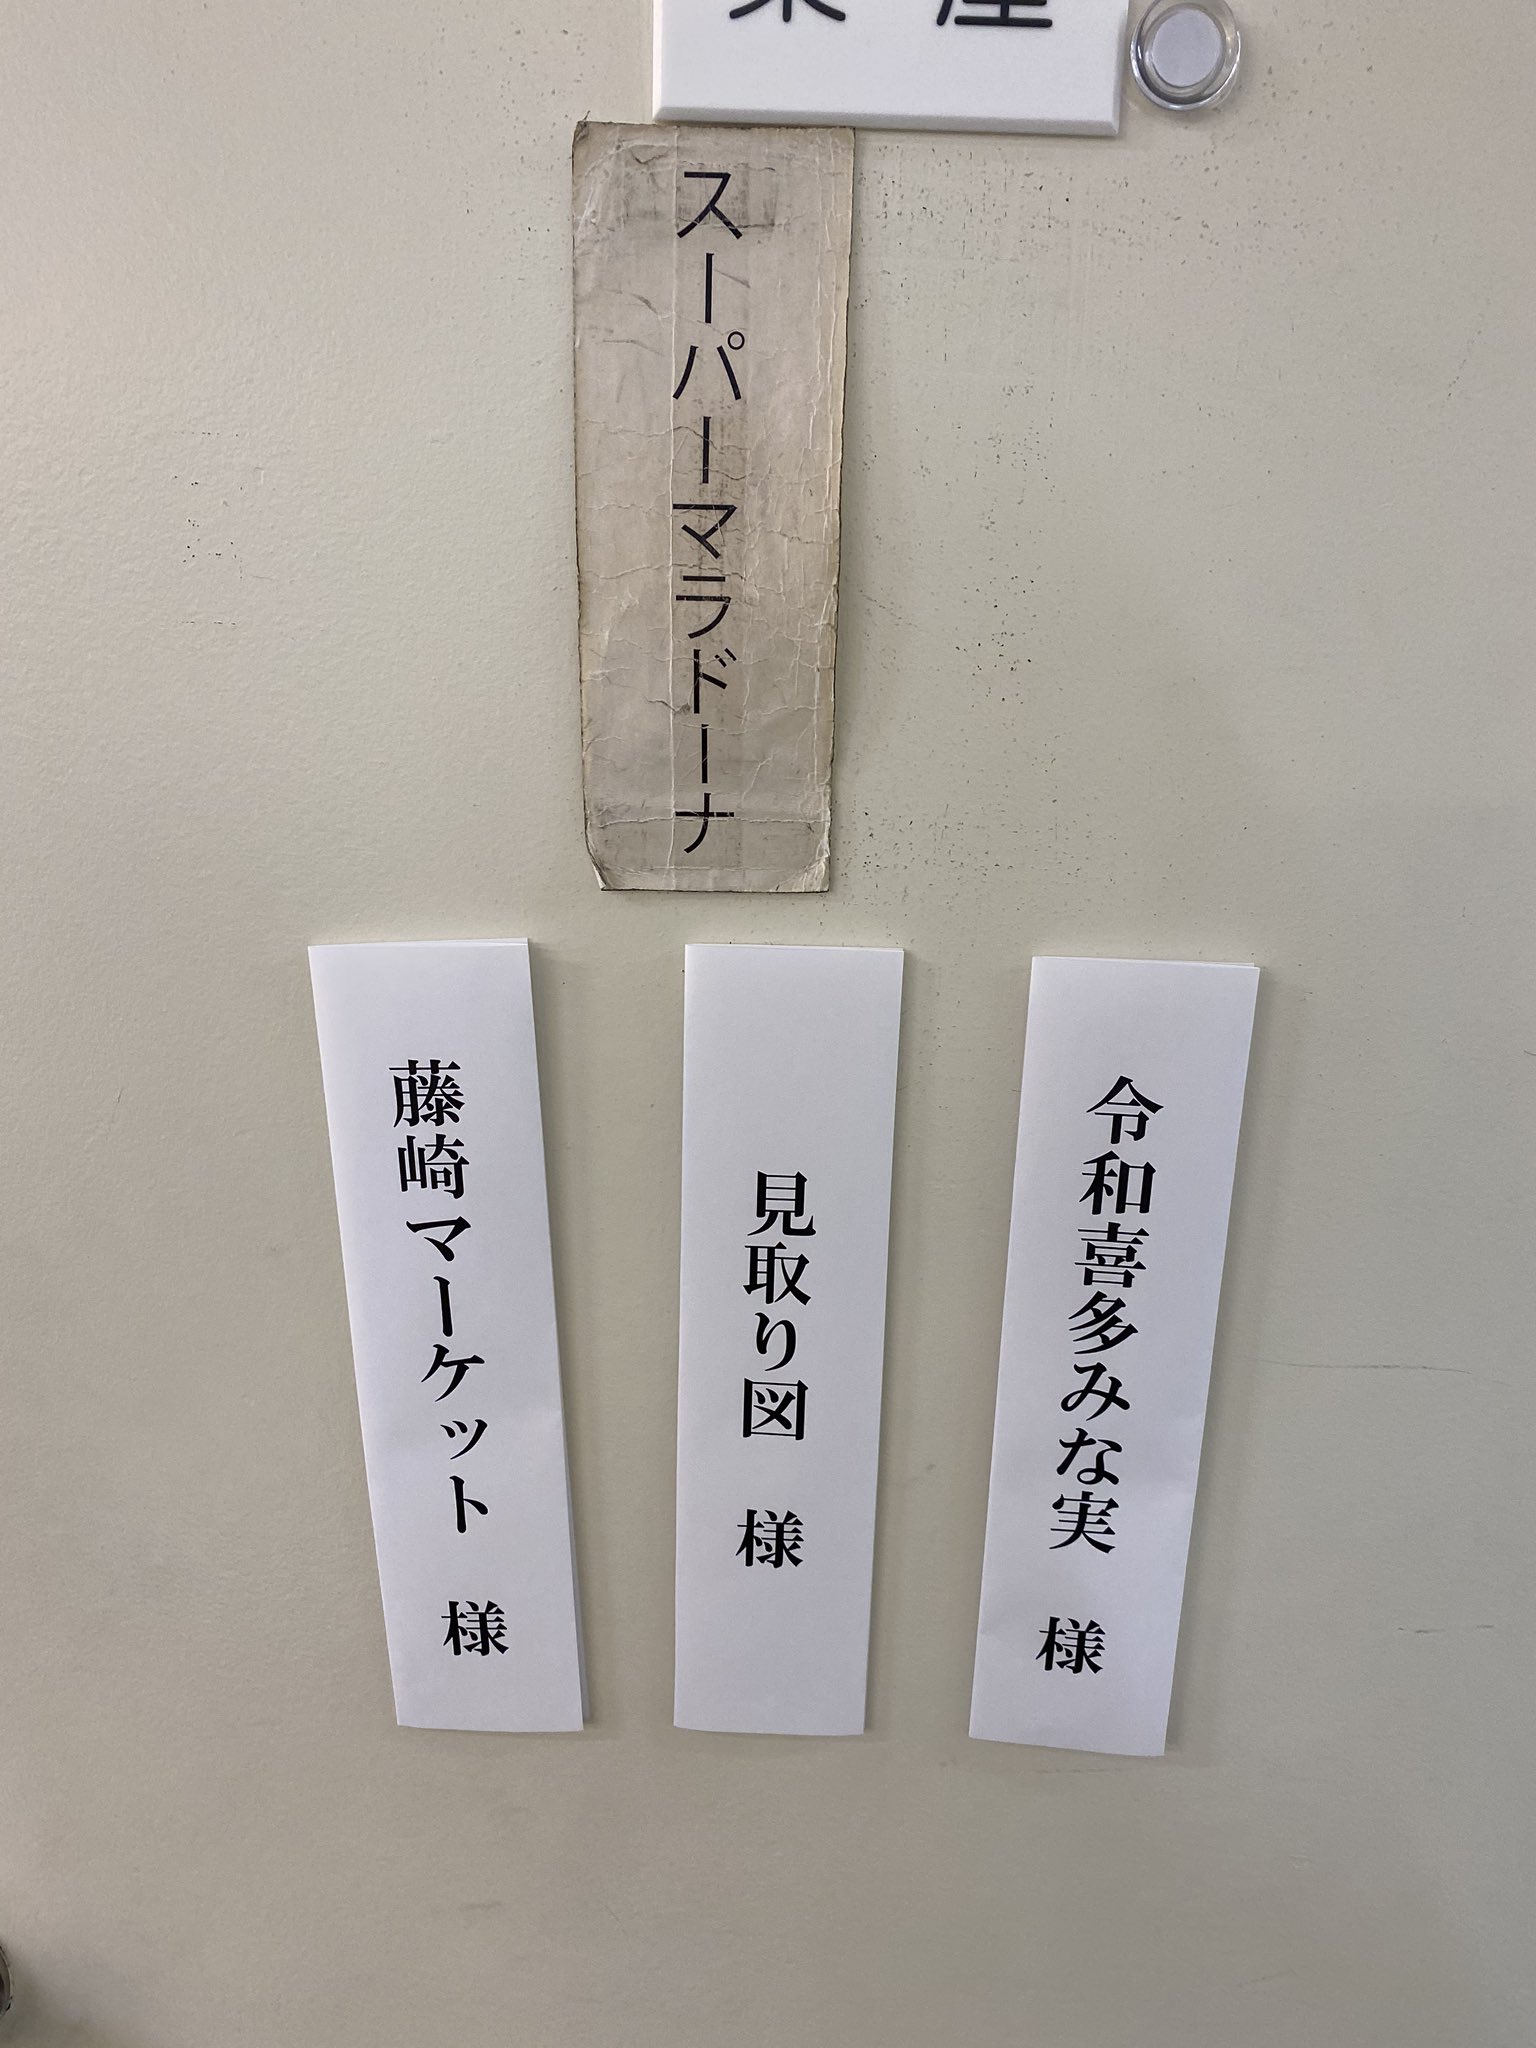 スーパーマラドーナ
令和喜多みな実 様
見取り図 様
藤崎マーケット 様